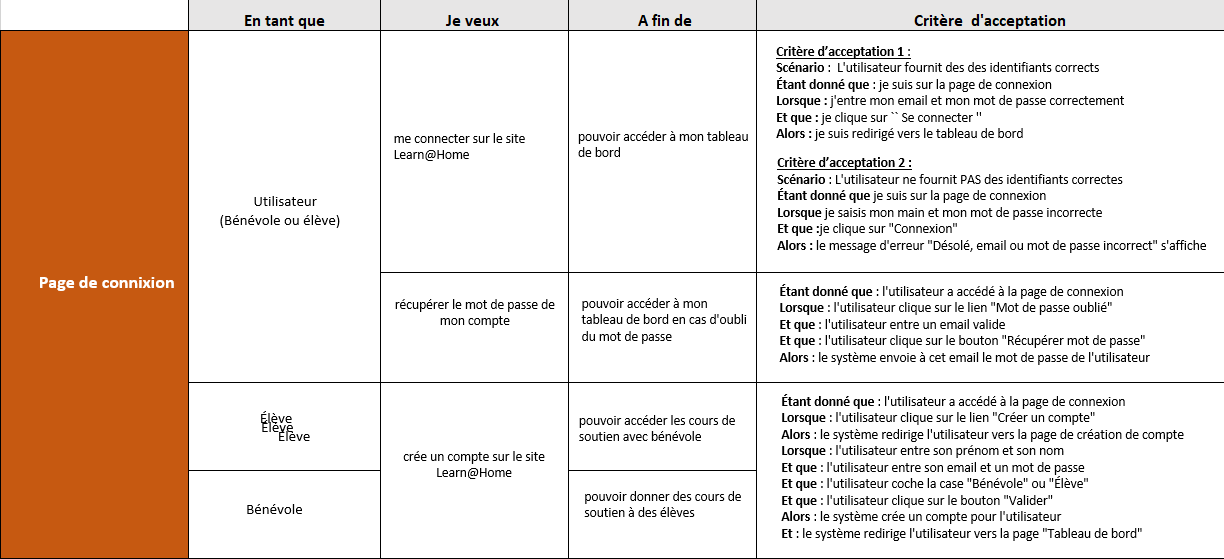 En tant que
Je veux
A fin de
Critère d'acceptation
Page de connixion
Utilisateur
(Bénévole ou élève)
me connecter sur le site
Learn@Home
pouvoir accéder à mon tableau
de bord
Critère d'acceptation 1 :
Scénario : L'utilisateur fournit des des identifiants corrects
Étant donné que : je suis sur la page de connexion
Lorsque : j'entre mon email et mon mot de passe correctement
Et que : je clique sur `` Se connecter ''
Alors : je suis redirigé vers le tableau de bord
Critère d'acceptation 2 :
Scénario : L'utilisateur ne fournit PAS des identifiants correctes
Étant donné que je suis sur la page de connexion
Lorsque je saisis mon main et mon mot de passe incorrecte
Et que :je clique sur "Connexion"
Alors : le message d'erreur "Désolé, email ou mot de passe incorrect" s'affiche
récupérer le mot de passe de
mon compte
pouvoir accéder à mon
tableau de bord en cas d'oubli
du mot de passe
Étant donné que : l'utilisateur a accédé à la page de connexion
Lorsque : l'utilisateur clique sur le lien "Mot de passe oublié"
Et que : l'utilisateur entre un email valide
Et que : l'utilisateur clique sur le bouton "Récupérer mot de passe"
Alors : le système envoie à cet email le mot de passe de l'utilisateur
Élève
Élève
Élève
crée un compte sur le site
Learn@Home
pouvoir accéder les cours de
soutien avec bénévole
Étant donné que : l'utilisateur a accédé à la page de connexion
Lorsque : l'utilisateur clique sur le lien "Créer un compte"
Alors : le système redirige l'utilisateur vers la page de création de compte
Lorsque : l'utilisateur entre son prénom et son nom
Et que : l'utilisateur entre son email et un mot de passe
Et que : l'utilisateur coche la case "Bénévole" ou "Élève"
Et que : l'utilisateur clique sur le bouton "Valider"
Alors : le système crée un compte pour l'utilisateur
Et : le système redirige l'utilisateur vers la page "Tableau de bord"
Bénévole
pouvoir donner des cours de
soutien à des élèves